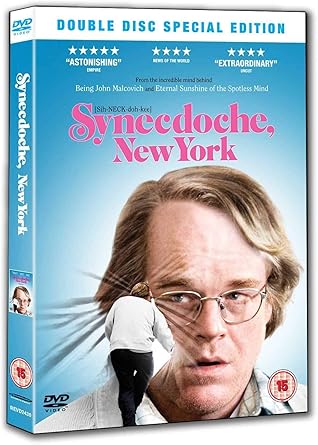 DOUBLE DISC SPECIAL EDITION
★★★★★
"ASTONISHING"
EMPIRE
★★★★
NEWS OF THE WORLD
★★★★★
"EXTRAORDINARY"
UNCUT
From the incredible mind behind
Being John Malcovich and Eternal Sunshine of the Spotless Mind
[Sih-NECK-doh-kee]
Synecdoche,
New York
DVD
VIDEO
15
DVD
VIDEO
Synecdoche, New York
REVD2435